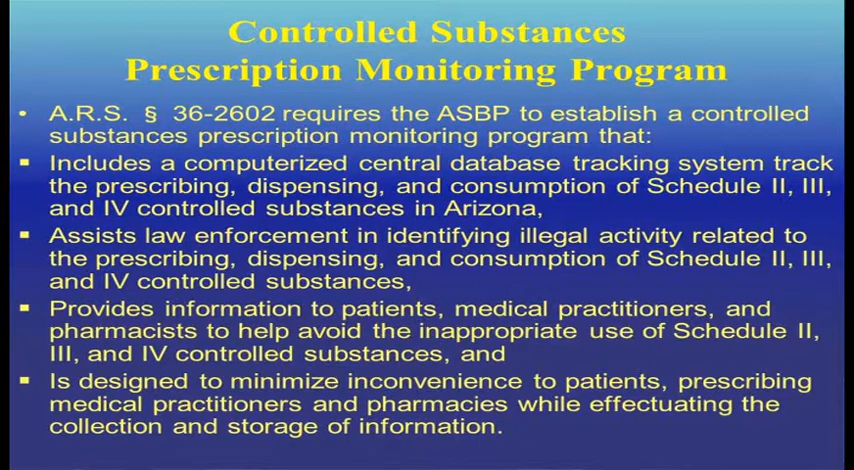 Controlled Substances
Prescription Monitoring Program
• A.R.S. § 36-2602 requires the ASBP to establish a controlled
substances prescription monitoring program that:
▪ Includes a computerized central database tracking system track
the prescribing, dispensing, and consumption of Schedule II, III,
and IV controlled substances in Arizona,
▪ Assists law enforcement in identifying illegal activity related to
the prescribing, dispensing, and consumption of Schedule II, III,
and IV controlled substances,
▪ Provides information to patients, medical practitioners, and
pharmacists to help avoid the inappropriate use of Schedule II,
III, and IV controlled substances, and
▪ Is designed to minimize inconvenience to patients, prescribing
medical practitioners and pharmacies while effectuating the
collection and storage of information.